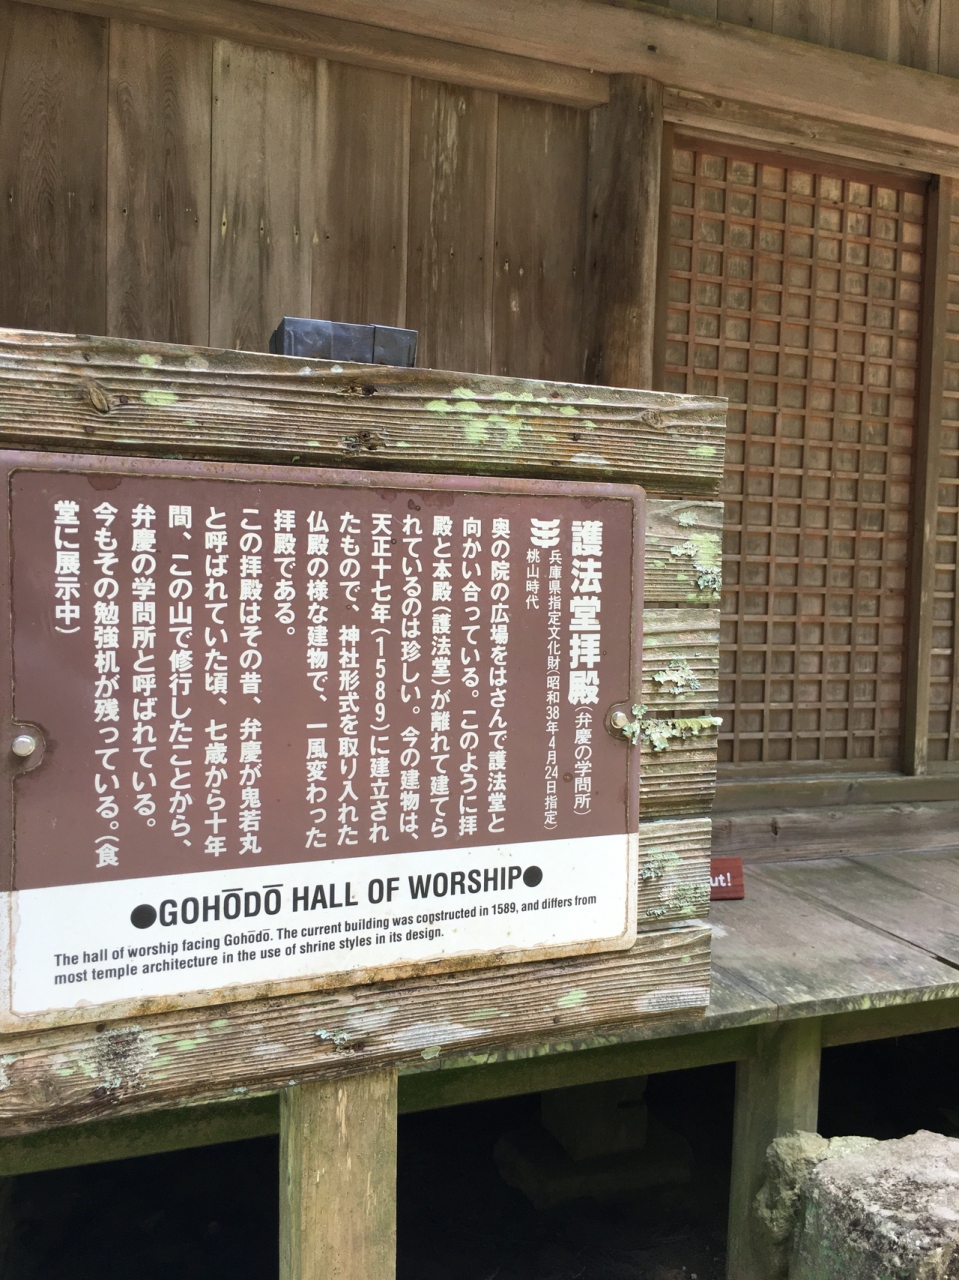 護法堂拝殿(弁慶の学問所)
兵庫県指定文化財(昭和38年4月24日指定)
桃山時代
奥の院の広場をはさんで護法堂と
向かい合っている。このように拝
殿と本殿(護法堂)が離れて建てら
れているのは珍しい。今の建物は、
天正十七年(1589)に建立され
たもので、神社形式を取り入れた
仏殿の様な建物で、一風変わった
拝殿である。
この拝殿はその昔、弁慶が鬼若丸
と呼ばれていた頃、七歳から十年
間、この山で修行したことから、
弁慶の学問所と呼ばれている。
今もその勉強机が残っている。(食
堂に展示中)
●GOHŌDŌ HALL OF WORSHIP●
The hall of worship facing Gohōdō. The current building was constructed in 1589, and differs from
most temple architecture in the use of shrine styles in its design.
ut!